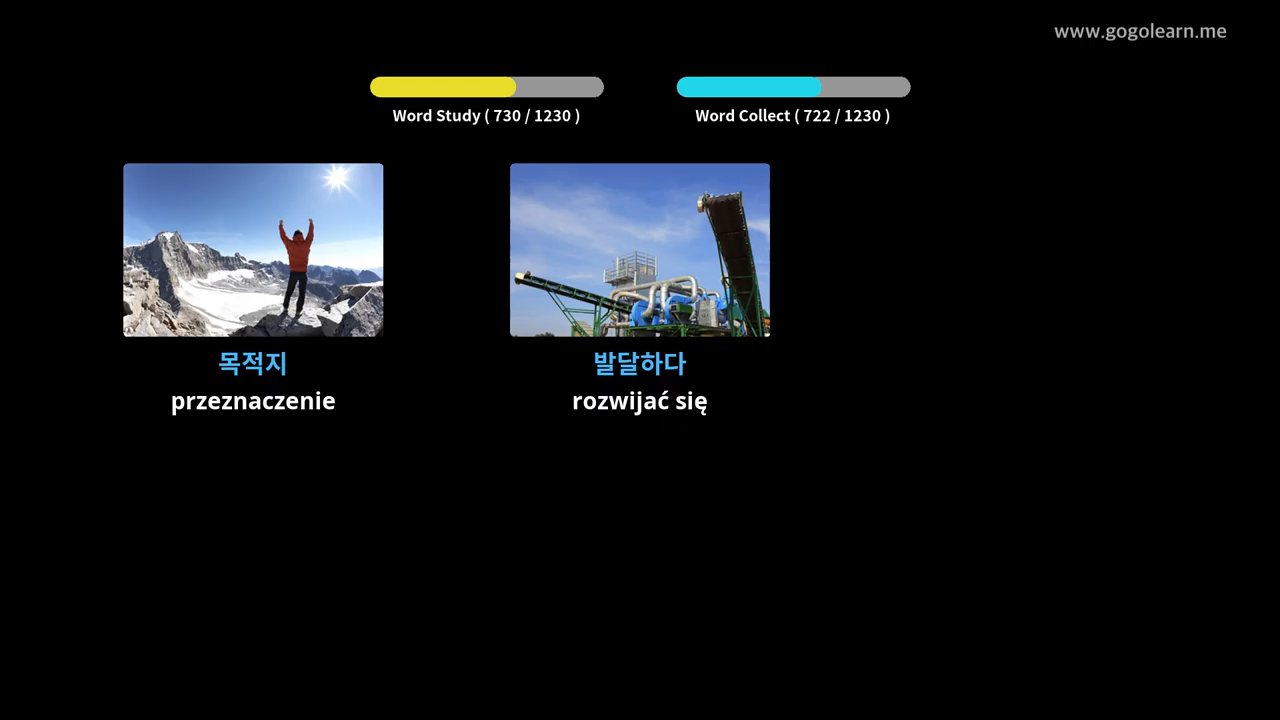 www.gogolearn.me
Word Study ( 730 / 1230 )
Word Collect ( 722 / 1230 )
목적지
przeznaczenie
발달하다
rozwijać się